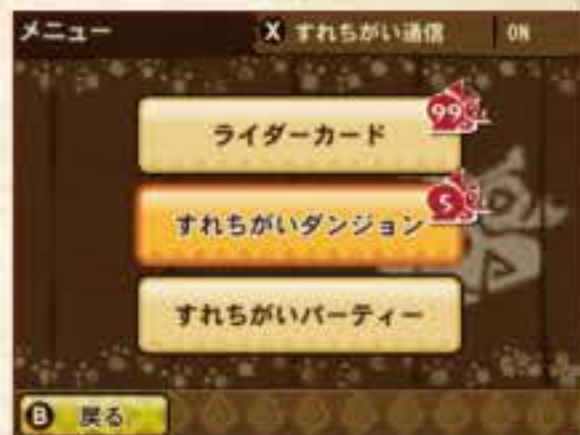 メニュー
X すれちがい通信 ON
99
ライダーカード
5
すれちがいダンジョン
すれちがいパーティー
B 戻る